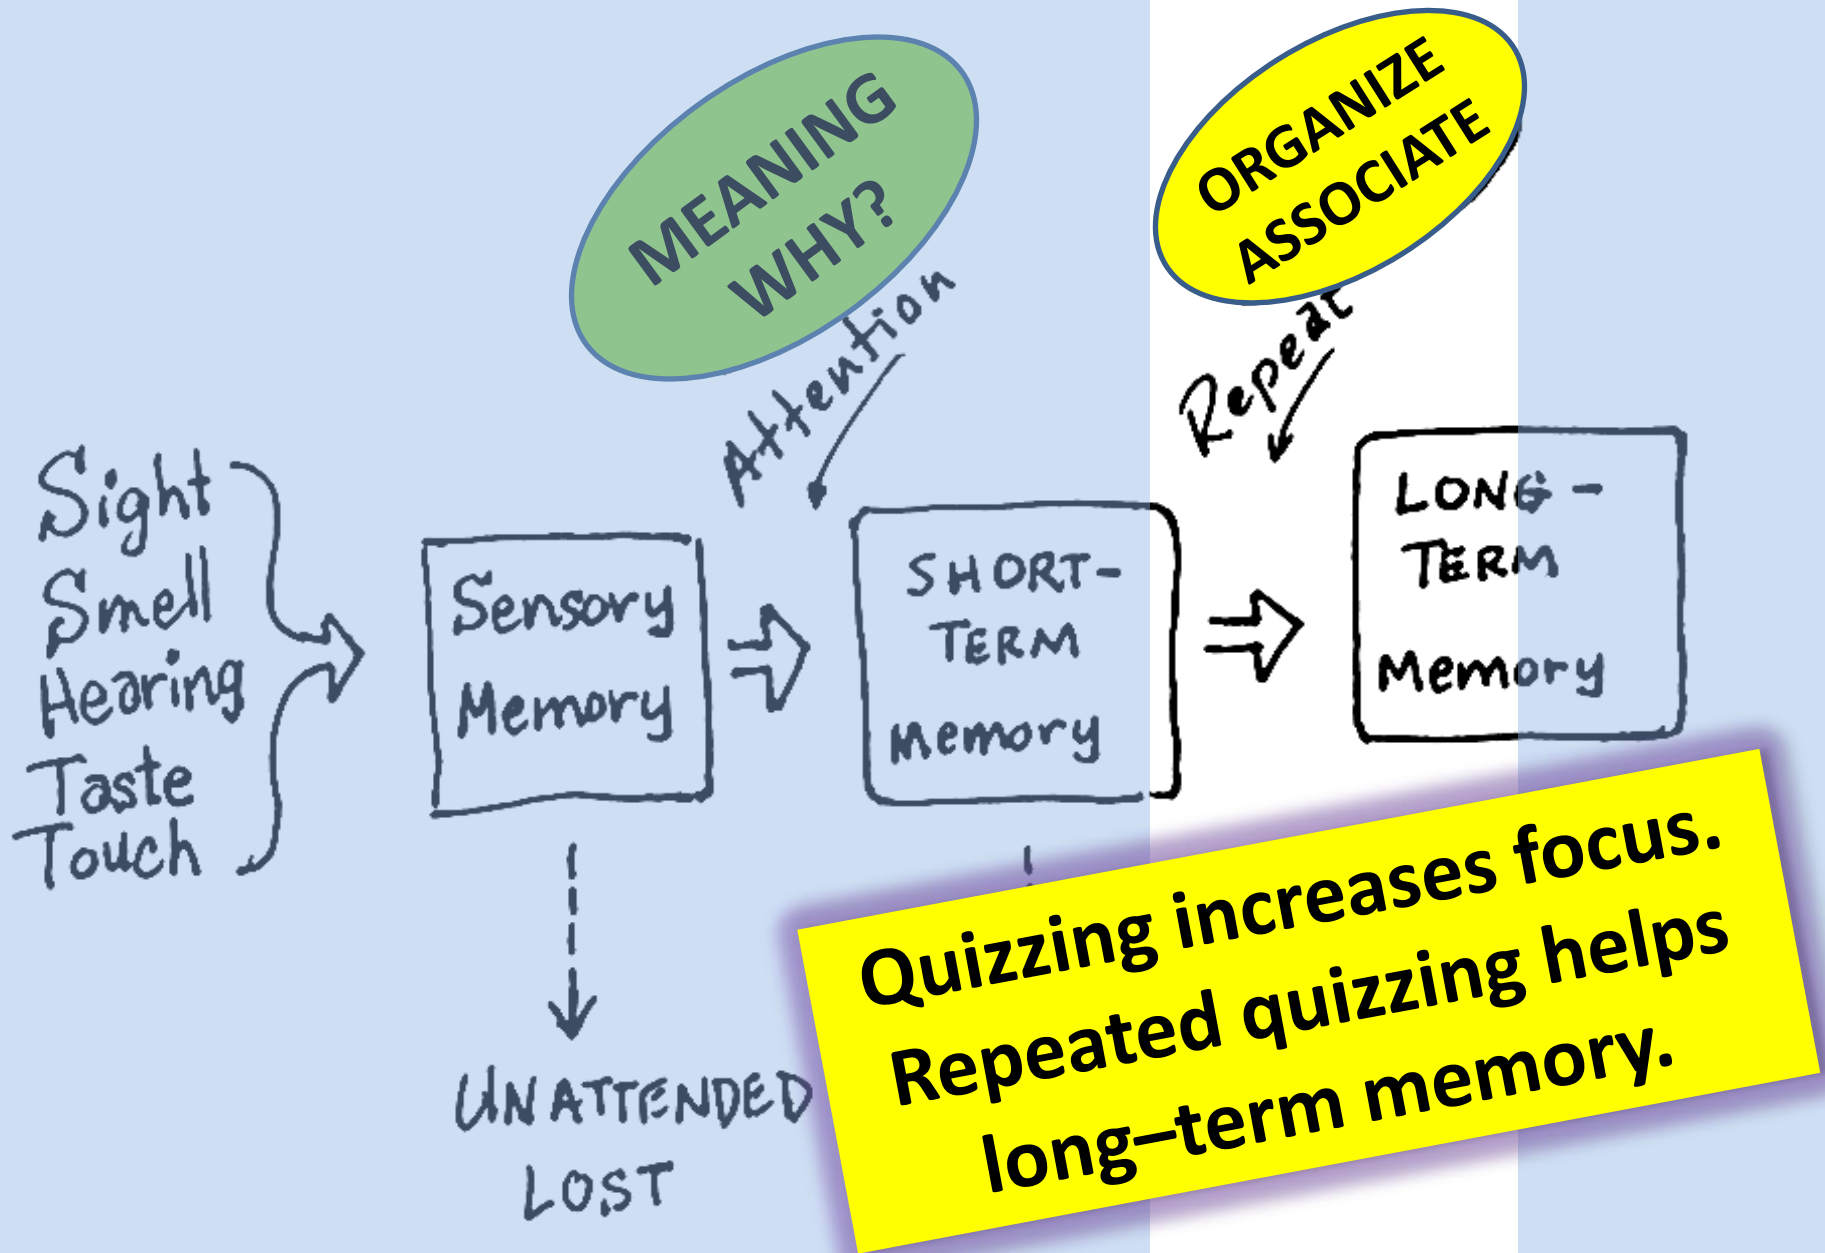 MEANING
WHY?
ORGANIZE
ASSOCIATE
Attention
Repeat
Sight
Smell
Hearing
Taste
Touch
Sensory
Memory
SHORT-
TERM
Memory
LONG-
TERM
Memory
UNATTENDED
LOST
Quizzing increases focus.
Repeated quizzing helps
long–term memory.